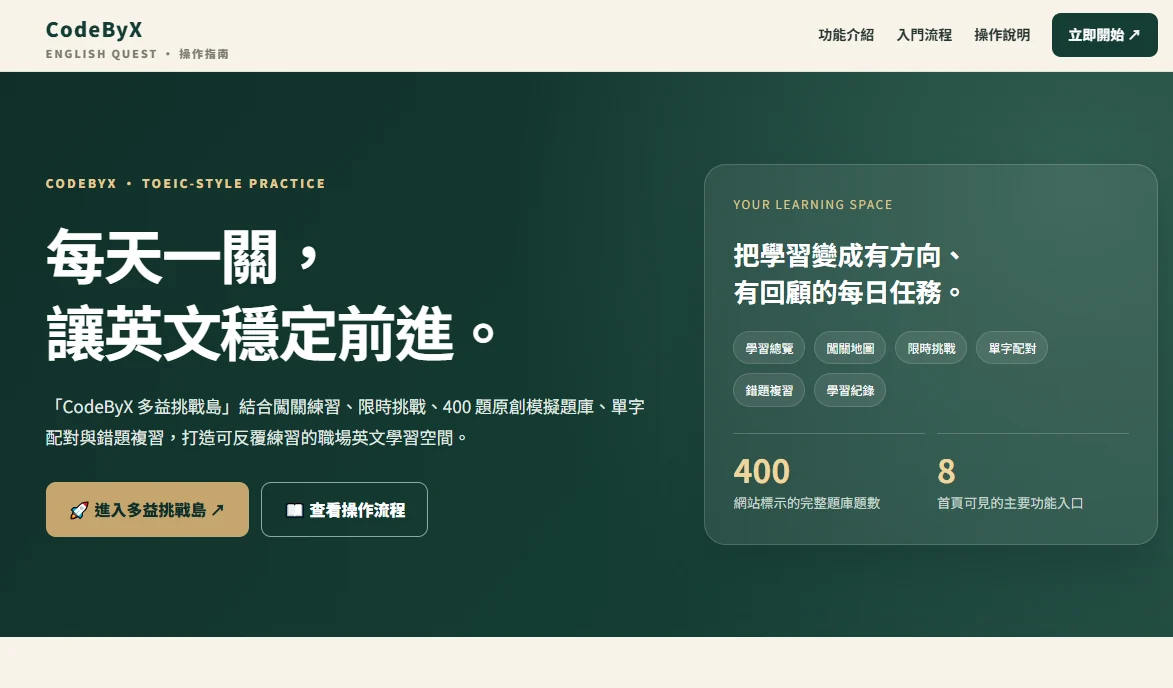 CodeByX
ENGLISH QUEST • 操作指南
功能介紹 入門流程 操作說明 立即開始 ↗
CODEBYX • TOEIC-STYLE PRACTICE
每天一關，
讓英文穩定前進。
「CodeByX 多益挑戰島」結合闖關練習、限時挑戰、400 題原創模擬題庫、單字
配對與錯題複習，打造可反覆練習的職場英文學習空間。
🚀 進入多益挑戰島 ↗ 📖 查看操作流程
YOUR LEARNING SPACE
把學習變成有方向、
有回顧的每日任務。
學習總覽 闖關地圖 限時挑戰 單字配對
錯題複習 學習紀錄
400 8
網站標示的完整題庫題數 首頁可見的主要功能入口